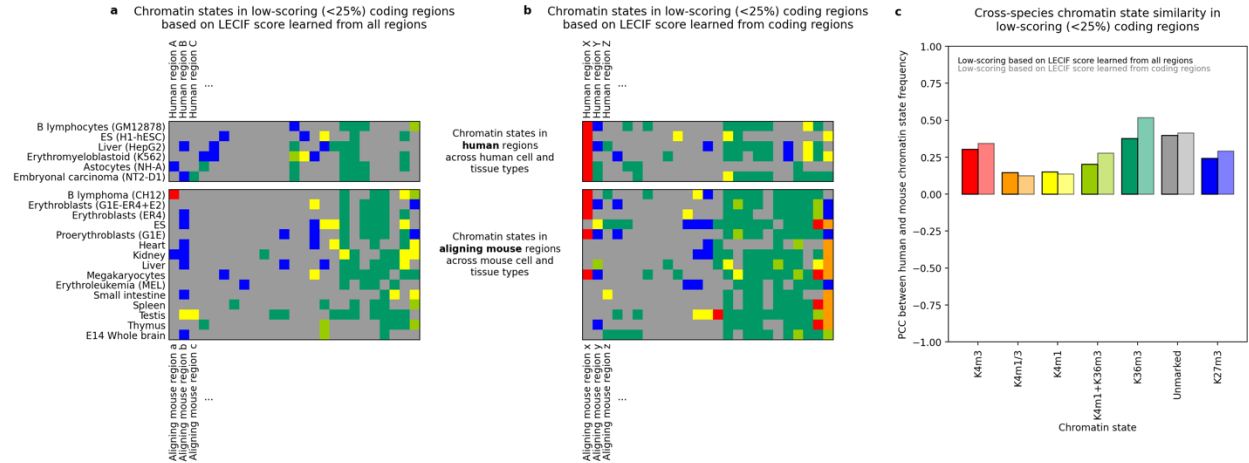 a Chromatin states in low-scoring (<25%) coding regions
based on LECIF score learned from all regions
Human region A
Human region B
Human region C
...
B lymphocytes (GM12878)
ES (H1-hESC)
Liver (HepG2)
Erythromyeloblastoid (K562)
Astocytes (NH-A)
Embryonal carcinoma (NT2-D1)
B lymphoma (CH12)
Erythroblasts (G1E-ER4+E2)
Erythroblasts (ER4)
ES
Proerythroblasts (G1E)
Heart
Kidney
Liver
Megakaryocytes
Erythroleukemia (MEL)
Small intestine
Spleen
Testis
Thymus
E14 Whole brain
Aligning mouse region a
Aligning mouse region b
Aligning mouse region c
...
Chromatin states in
human regions
across human cell and
tissue types
Chromatin states in
aligning mouse regions
across mouse cell and
tissue types
b Chromatin states in low-scoring (<25%) coding regions
based on LECIF score learned from coding regions
Human region X
Human region Y
Human region Z
...
Aligning mouse region x
Aligning mouse region y
Aligning mouse region z
...
c Cross-species chromatin state similarity in
low-scoring (<25%) coding regions
Low-scoring based on LECIF score learned from all regions
Low-scoring based on LECIF score learned from coding regions
PCC between human and mouse chromatin state frequency
1.00
0.75
0.50
0.25
0.00
−0.25
−0.50
−0.75
−1.00
K4m3
K4m1/3
K4m1
K4m1+K36m3
K36m3
Unmarked
K27m3
Chromatin state